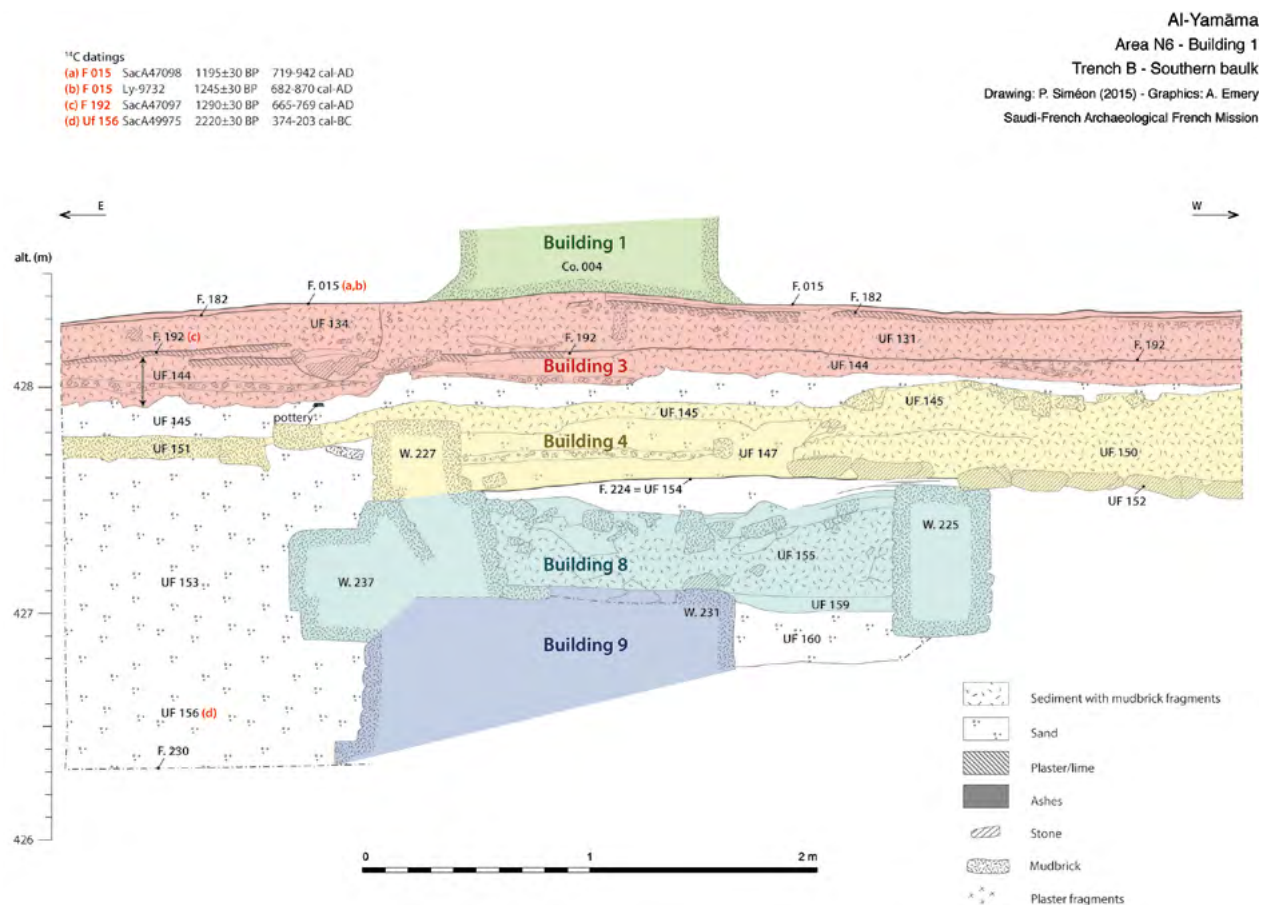 Al-Yamāma
Area N6 - Building 1
Trench B - Southern baulk
Drawing: P. Siméon (2015) - Graphics: A. Emery
Saudi-French Archaeological French Mission
¹⁴C datings
(a) F 015 SacA47098 1195±30 BP 719-942 cal-AD
(b) F 015 Ly-9732 1245±30 BP 682-870 cal-AD
(c) F 192 SacA47097 1290±30 BP 665-769 cal-AD
(d) Uf 156 SacA49975 2220±30 BP 374-203 cal-BC
E
W
alt. (m)
Building 1
Co. 004
F. 182
F. 015 (a,b)
F. 015
F. 182
UF 134
F. 192 (c)
F. 192
UF 131
F. 192
UF 144
Building 3
UF 144
428
pottery
UF 145
UF 145
UF 145
UF 151
W. 227
Building 4
UF 147
UF 150
F. 224 = UF 154
UF 152
W. 225
UF 153
W. 237
Building 8
UF 155
427
W. 231
UF 159
UF 160
Building 9
UF 156 (d)
F. 230
426
0 1 2 m
Sediment with mudbrick fragments
Sand
Plaster/lime
Ashes
Stone
Mudbrick
Plaster fragments